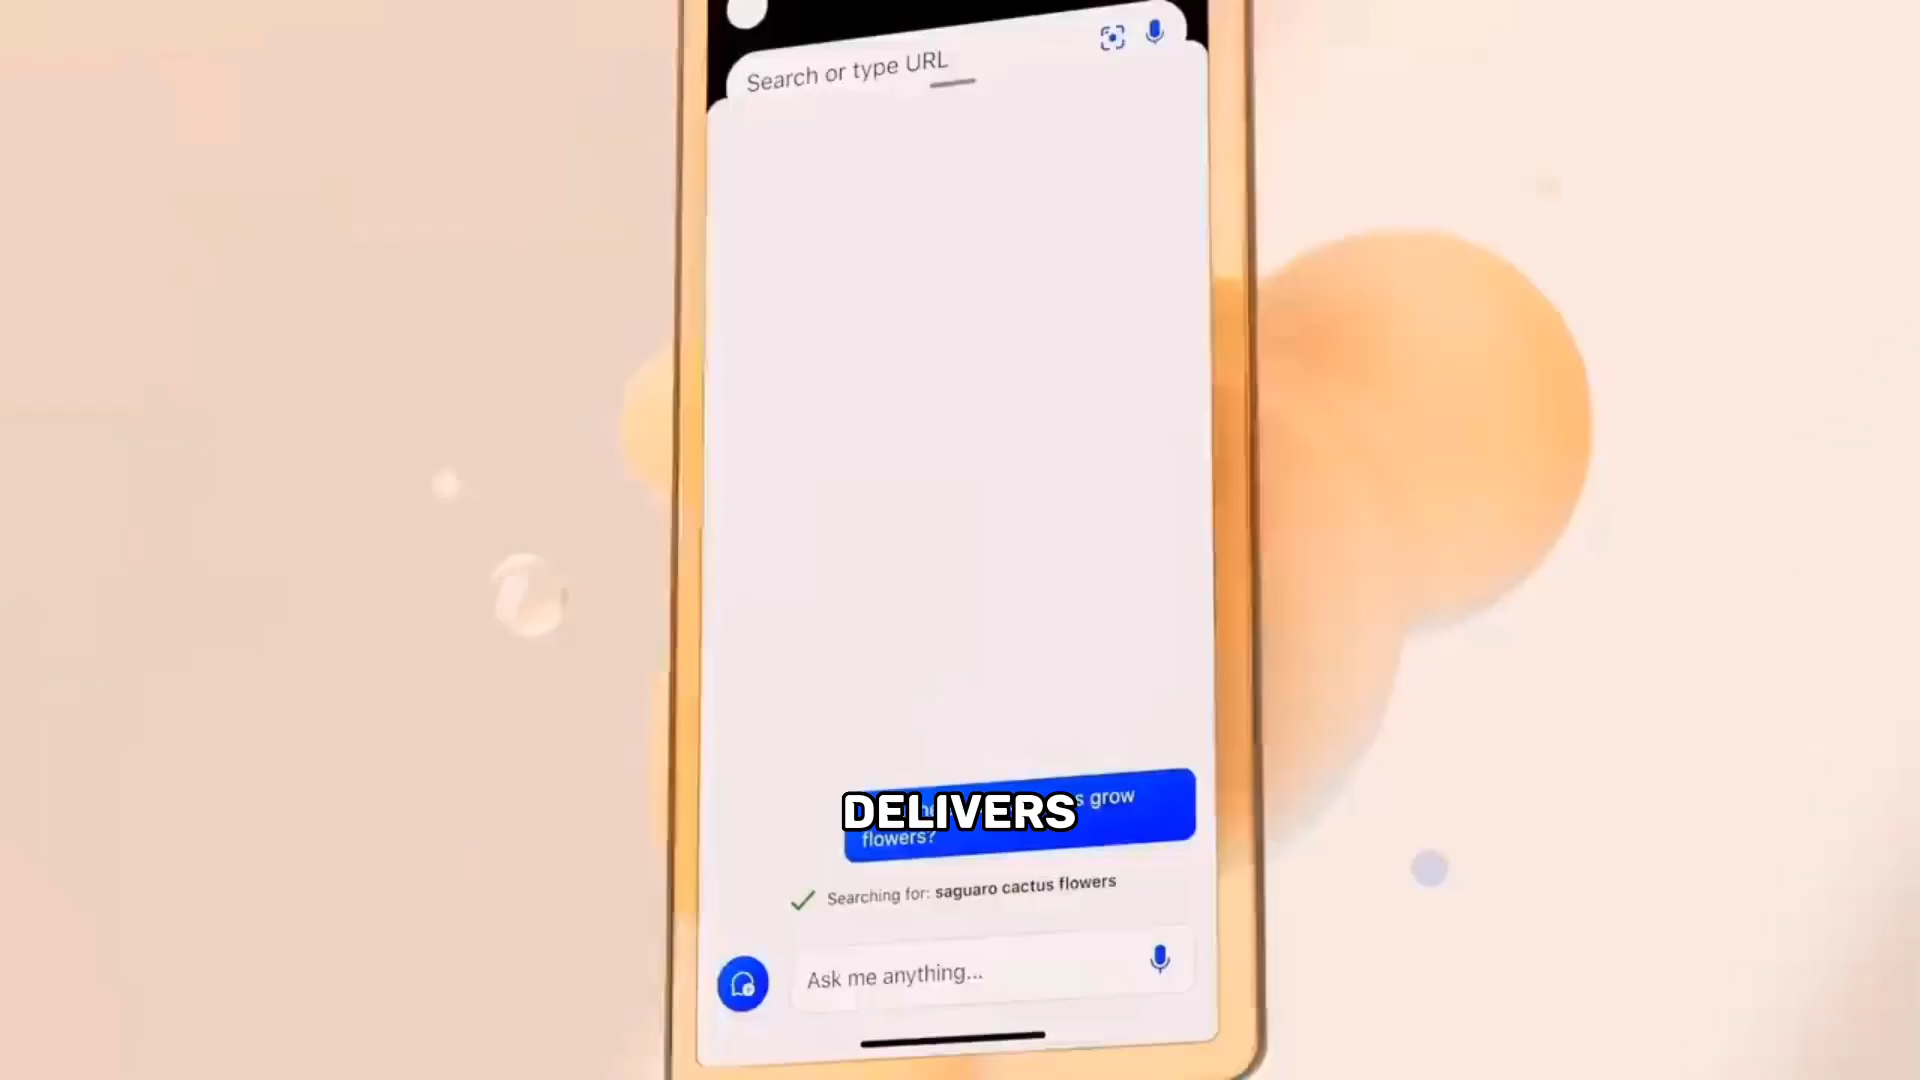 Search or type URL
s grow
flowers?
DELIVERS
Searching for: saguaro cactus flowers
Ask me anything...